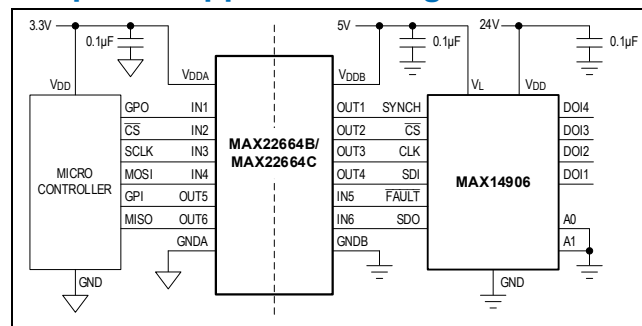 3.3V 5V 24V
0.1µF 0.1µF 0.1µF
VDD VDDA VDDB VL VDD
GPO IN1 OUT1 SYNCH DOI4
CS IN2 OUT2 CS DOI3
SCLK IN3 OUT3 CLK DOI2
MOSI IN4 OUT4 SDI DOI1
GPI OUT5 IN5 FAULT A0
MISO OUT6 IN6 SDO A1
GNDA GNDB
MICRO
CONTROLLER
MAX22664B/
MAX22664C
MAX14906
GND GND